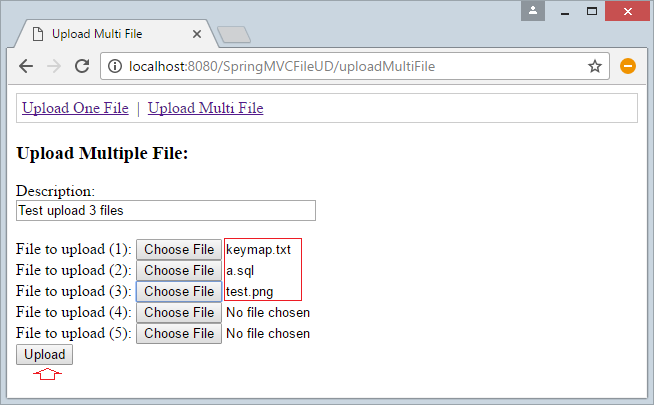 Upload Multi File
localhost:8080/SpringMVCFileUD/uploadMultiFile
Upload One File | Upload Multi File
Upload Multiple File:
Description:
Test upload 3 files
File to upload (1): Choose File keymap.txt
File to upload (2): Choose File a.sql
File to upload (3): Choose File test.png
File to upload (4): Choose File No file chosen
File to upload (5): Choose File No file chosen
Upload